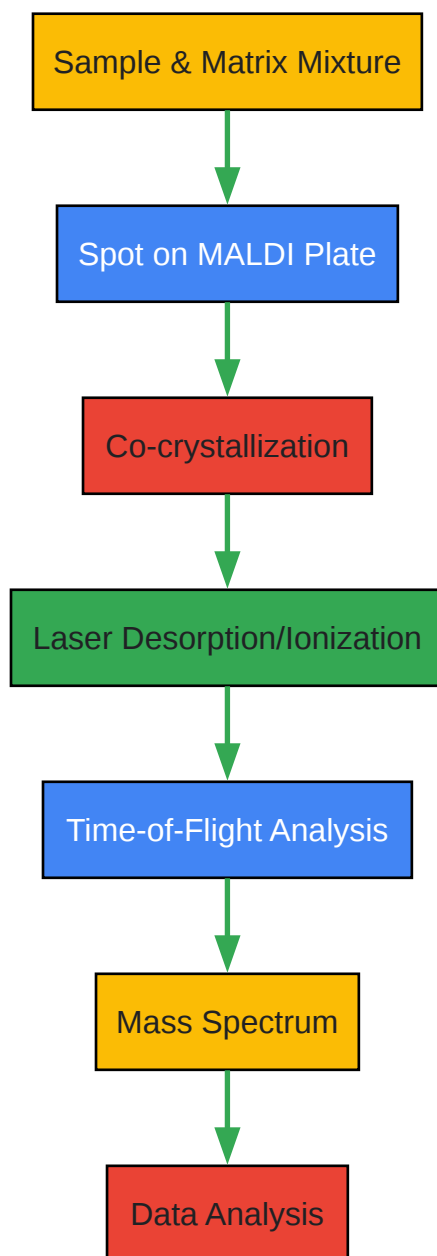 Sample & Matrix Mixture
Spot on MALDI Plate
Co-crystallization
Laser Desorption/Ionization
Time-of-Flight Analysis
Mass Spectrum
Data Analysis